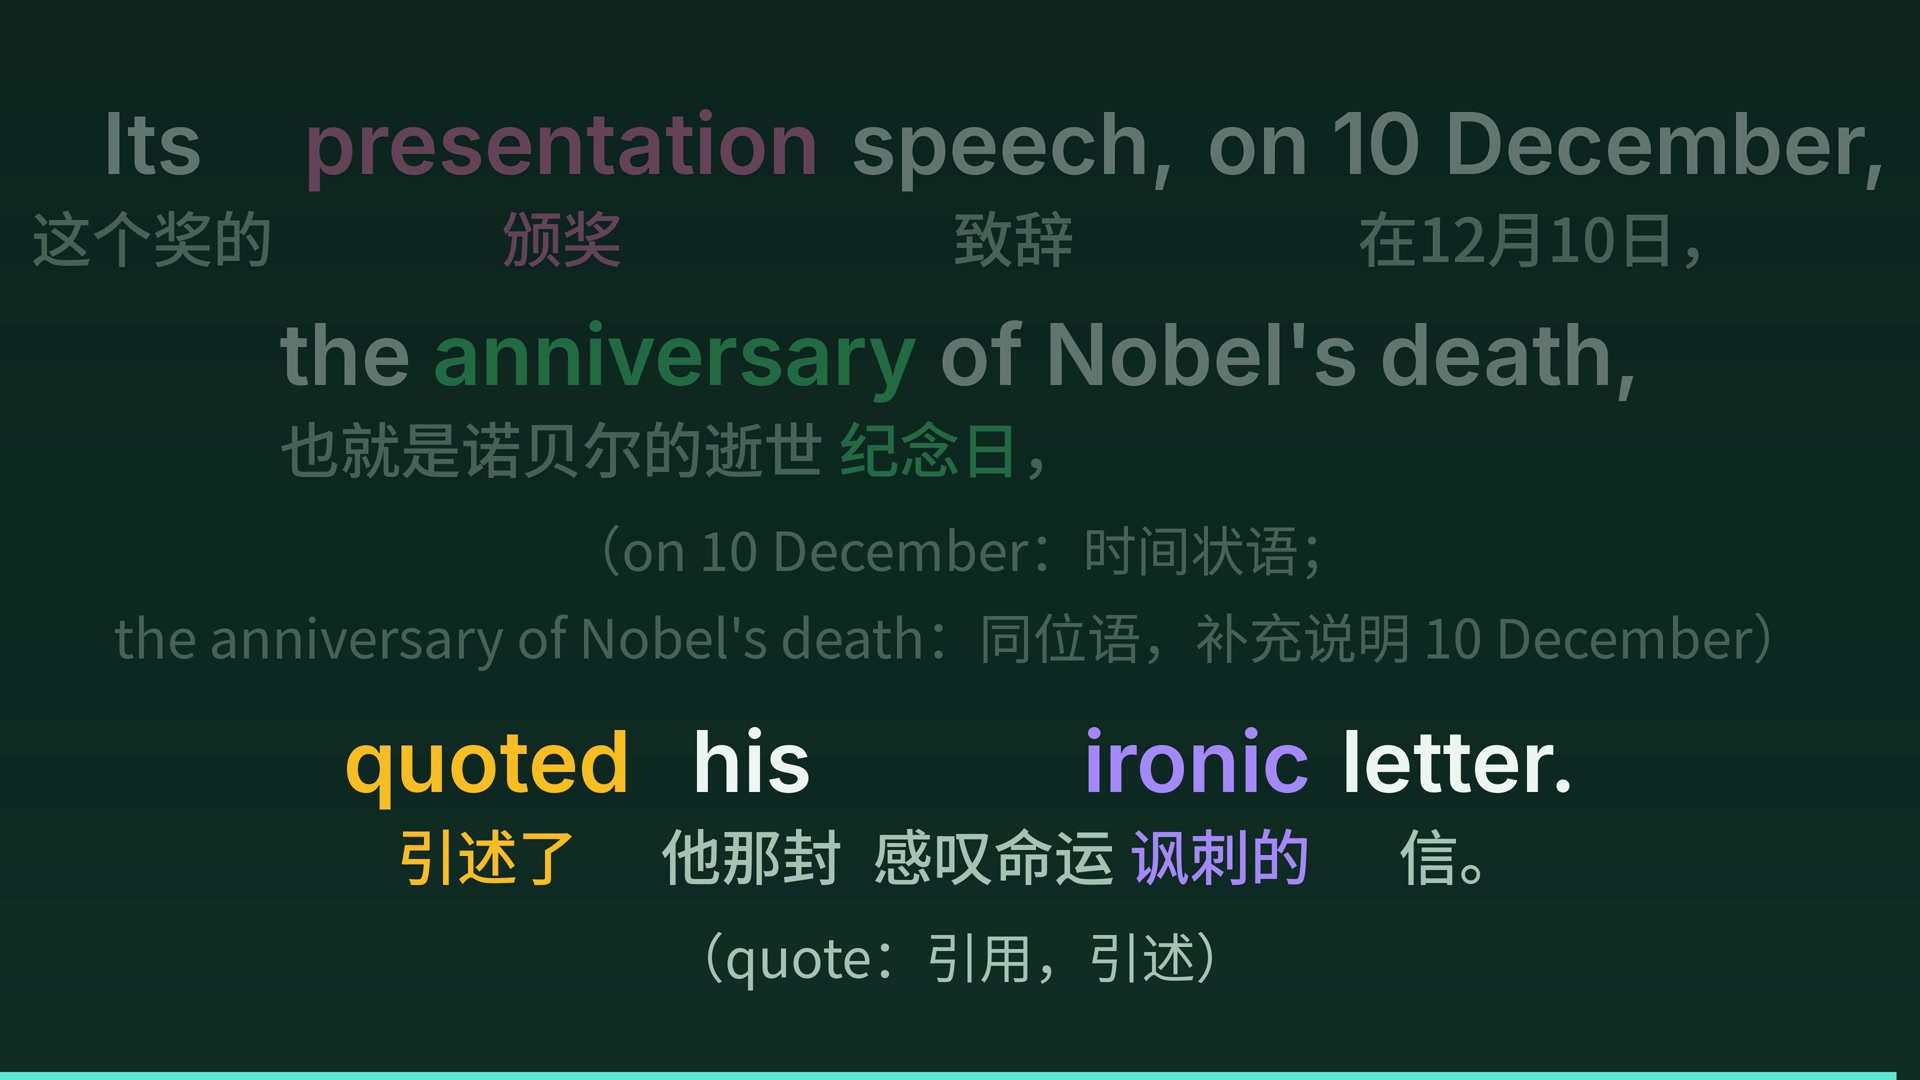 Its presentation speech, on 10 December,
这个奖的 颁奖 致辞 在12月10日，
the anniversary of Nobel's death,
也就是诺贝尔的逝世 纪念日，
（on 10 December：时间状语；
the anniversary of Nobel's death：同位语，补充说明 10 December）
quoted his ironic letter.
引述了 他那封 感叹命运 讽刺的 信。
（quote：引用，引述）